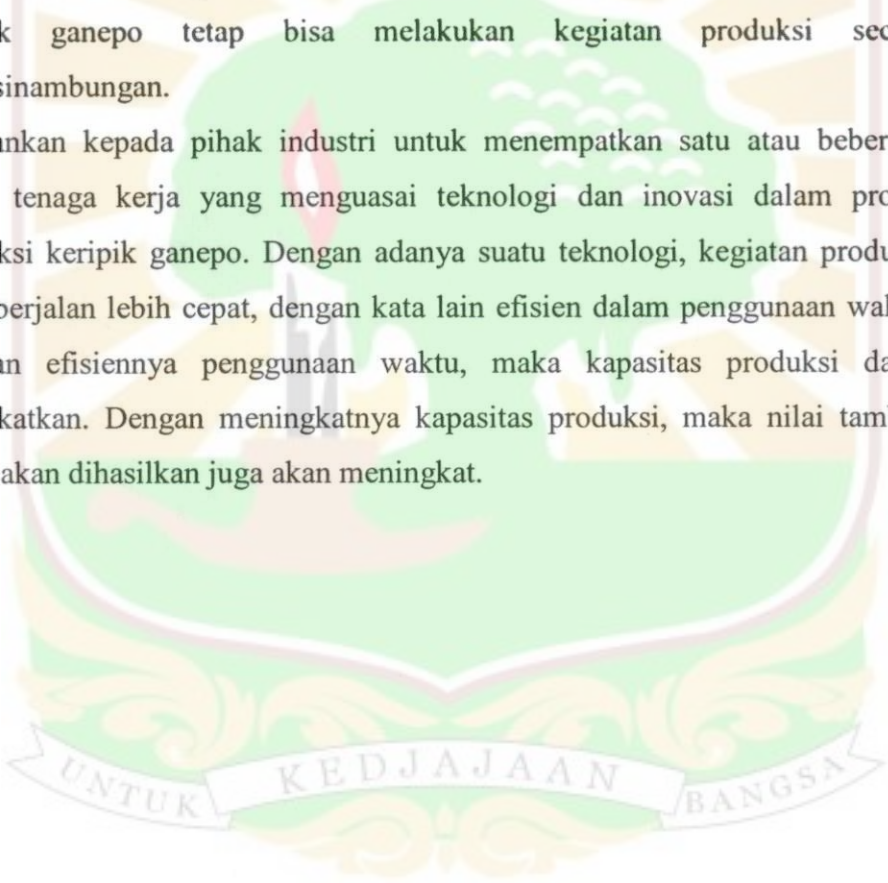 k ganepo tetap bisa melakukan kegiatan produksi sec
sinambungan.
ankan kepada pihak industri untuk menempatkan satu atau beber
tenaga kerja yang menguasai teknologi dan inovasi dalam pro
ksi keripik ganepo. Dengan adanya suatu teknologi, kegiatan produ
berjalan lebih cepat, dengan kata lain efisien dalam penggunaan wa
an efisiennya penggunaan waktu, maka kapasitas produksi da
katkan. Dengan meningkatnya kapasitas produksi, maka nilai tam
akan dihasilkan juga akan meningkat.
UNTUK KEDJAJAAN BANGSA